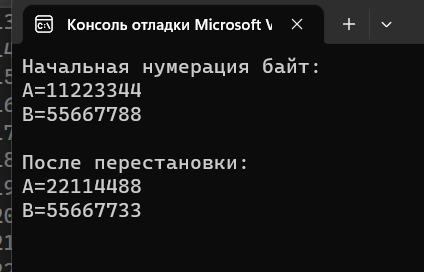 Консоль отладки Microsoft V
Начальная нумерация байт:
A=11223344
B=55667788
После перестановки:
A=22114488
B=55667733